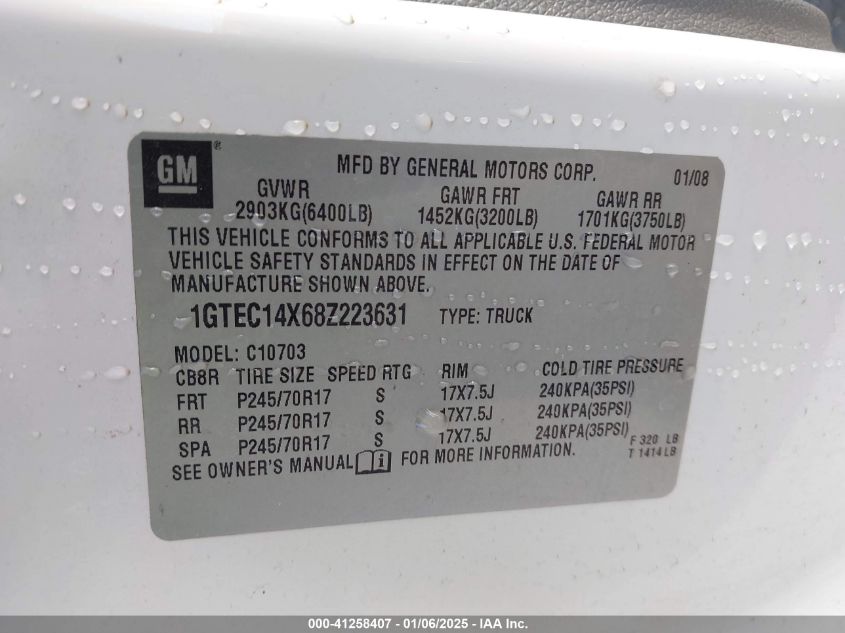 GM ® MFD BY GENERAL MOTORS CORP. 01/08
GVWR GAWR FRT GAWR RR
2903KG(6400LB) 1452KG(3200LB) 1701KG(3750LB)
THIS VEHICLE CONFORMS TO ALL APPLICABLE U.S. FEDERAL MOTOR
VEHICLE SAFETY STANDARDS IN EFFECT ON THE DATE OF
MANUFACTURE SHOWN ABOVE.
1GTEC14X68Z223631 TYPE: TRUCK
MODEL: C10703
CB8R TIRE SIZE SPEED RTG RIM COLD TIRE PRESSURE
FRT P245/70R17 S 17X7.5J 240KPA(35PSI)
RR P245/70R17 S 17X7.5J 240KPA(35PSI)
SPA P245/70R17 S 17X7.5J 240KPA(35PSI)
F 320 LB
T 1414 LB
SEE OWNER'S MANUAL i FOR MORE INFORMATION.
000-41258407 - 01/06/2025 - IAA Inc.